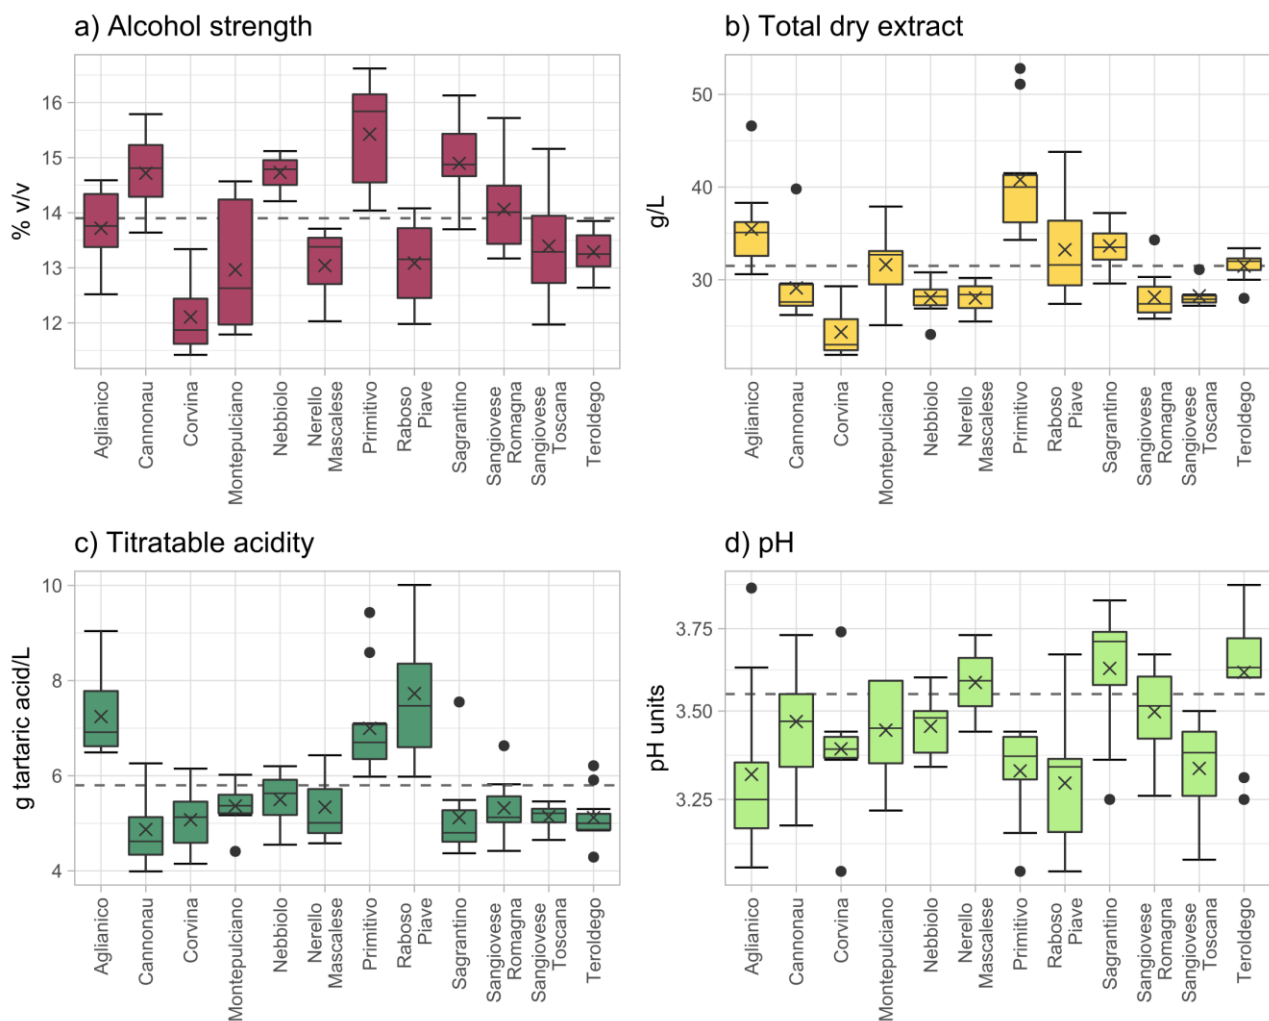 a) Alcohol strength
% v/v
16
15
14
13
12
Aglianico
Cannonau
Corvina
Montepulciano
Nebbiolo
Nerello
Mascalese
Primitivo
Raboso
Piave
Sagrantino
Sangiovese
Romagna
Sangiovese
Toscana
Teroldego
b) Total dry extract
g/L
50
40
30
Aglianico
Cannonau
Corvina
Montepulciano
Nebbiolo
Nerello
Mascalese
Primitivo
Raboso
Piave
Sagrantino
Sangiovese
Romagna
Sangiovese
Toscana
Teroldego
c) Titratable acidity
g tartaric acid/L
10
8
6
4
Aglianico
Cannonau
Corvina
Montepulciano
Nebbiolo
Nerello
Mascalese
Primitivo
Raboso
Piave
Sagrantino
Sangiovese
Romagna
Sangiovese
Toscana
Teroldego
d) pH
pH units
3.75
3.50
3.25
Aglianico
Cannonau
Corvina
Montepulciano
Nebbiolo
Nerello
Mascalese
Primitivo
Raboso
Piave
Sagrantino
Sangiovese
Romagna
Sangiovese
Toscana
Teroldego